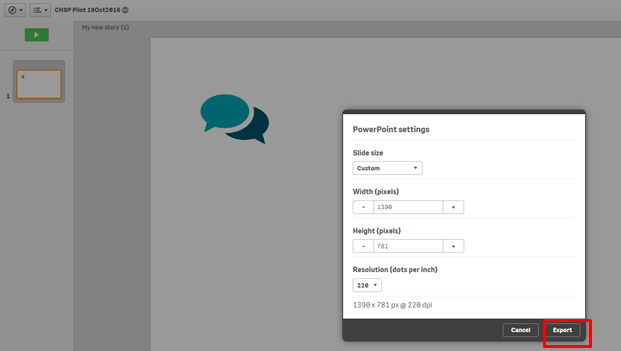 CHSP Pilot 19Oct2016
My new story (1)
1
PowerPoint settings
Slide size
Custom
Width (pixels)
- 1390 +
Height (pixels)
- 781 +
Resolution (dots per inch)
220
1390 x 781 px @ 220 dpi
Cancel Export